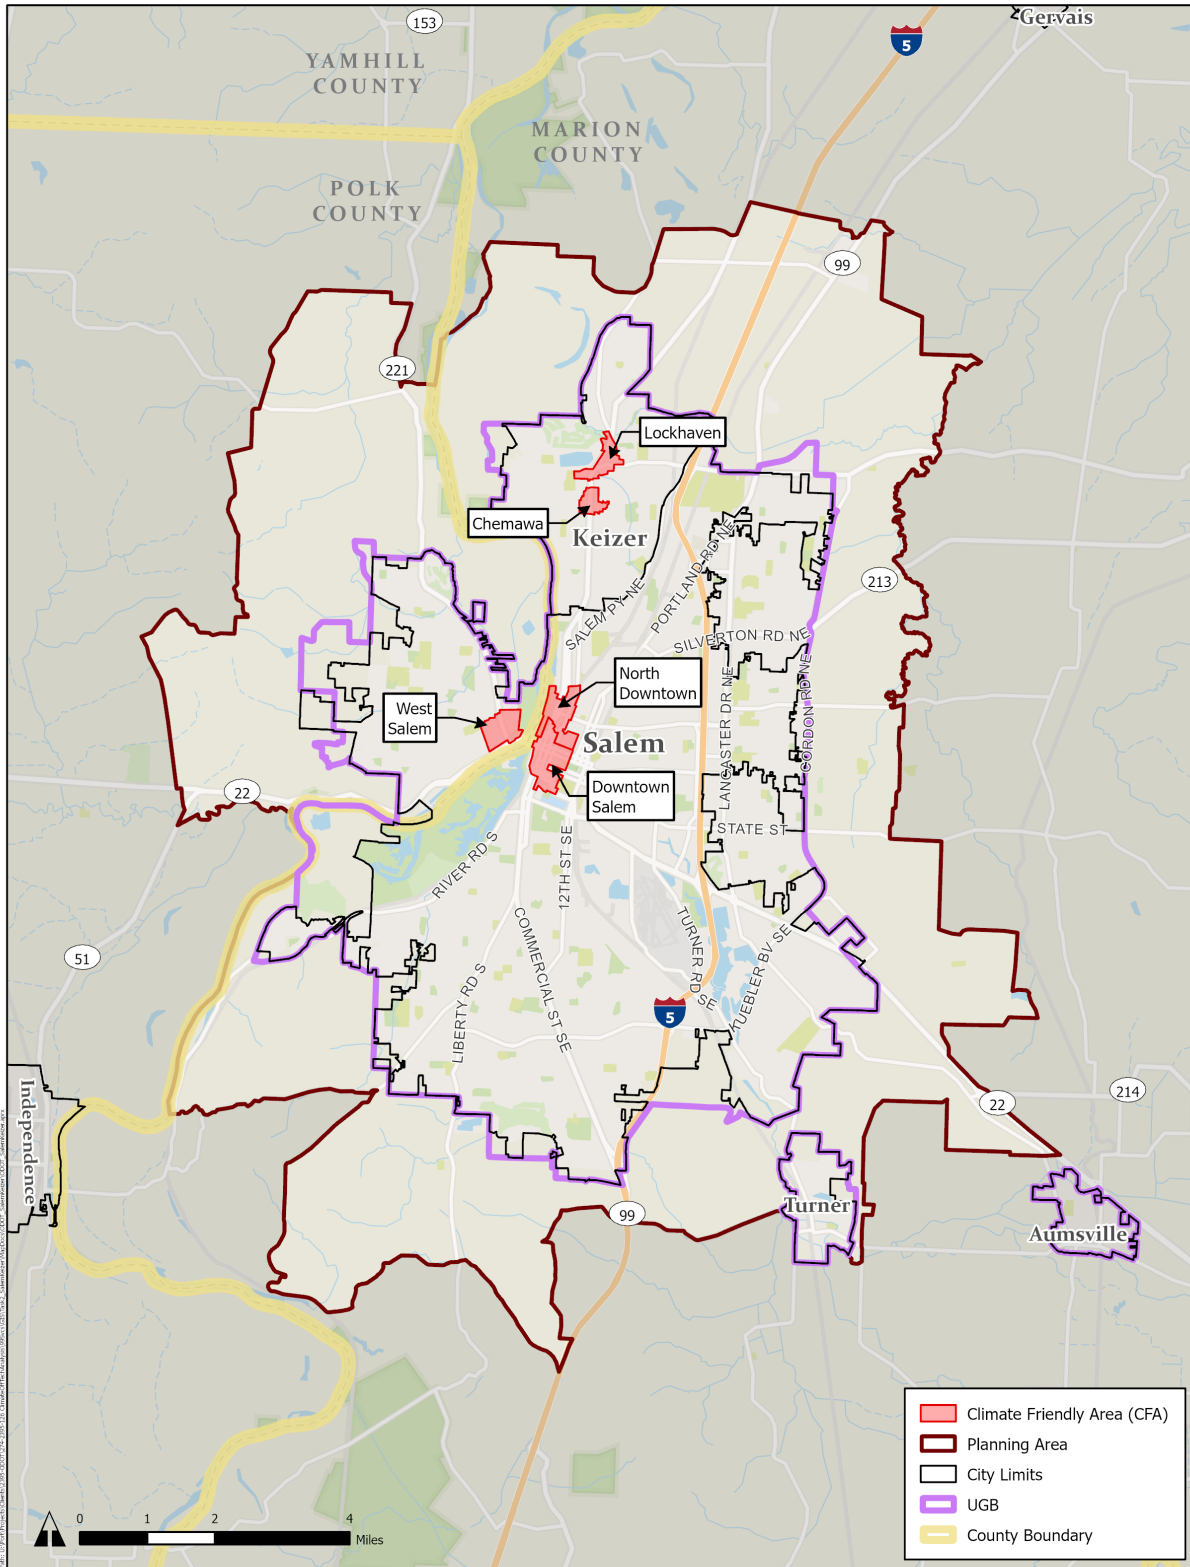 153
Gervais
5
YAMHILL
COUNTY
MARION
COUNTY
POLK
COUNTY
99
221
Lockhaven
Chemawa
Keizer
PORTLAND RD NE
213
SALEM PY NE
SILVERTON RD NE
North
Downtown
West
Salem
LANCASTER DR NE
CORDON RD NE
Salem
22
Downtown
Salem
STATE ST
RIVER RD S
12TH ST SE
51
COMMERCIAL ST SE
TURNER RD SE
KUEBLER BV SE
LIBERTY RD S
5
Independence
22
214
99
Turner
Aumsville
Climate Friendly Area (CFA)
Planning Area
City Limits
UGB
County Boundary
0 1 2 4
Miles